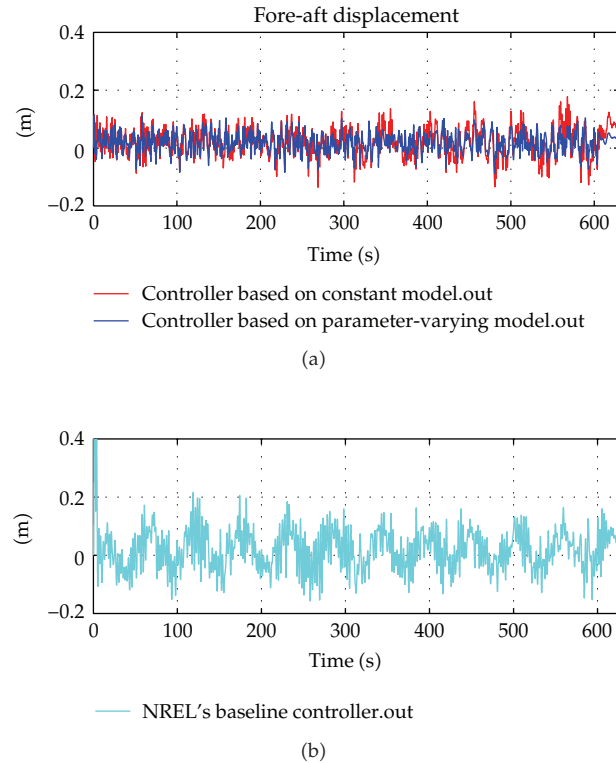 Fore-aft displacement
0.4
0.2
0
−0.2
(m)
0 100 200 300 400 500 600
Time (s)
Controller based on constant model.out
Controller based on parameter-varying model.out
(a)
0.4
0.2
0
−0.2
(m)
0 100 200 300 400 500 600
Time (s)
NREL's baseline controller.out
(b)